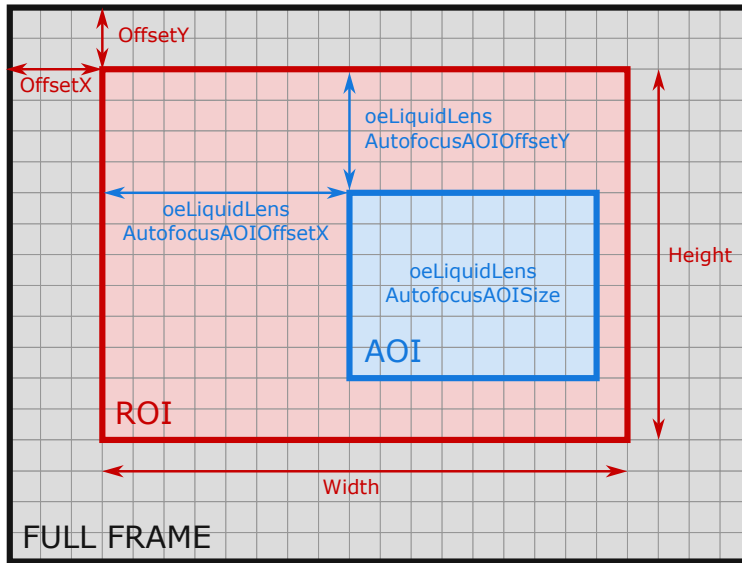 OffsetY
OffsetX
oeLiquidLens
AutofocusAOIOffsetY
oeLiquidLens
AutofocusAOIOffsetX
Height
oeLiquidLens
AutofocusAOISize
AOI
ROI
Width
FULL FRAME